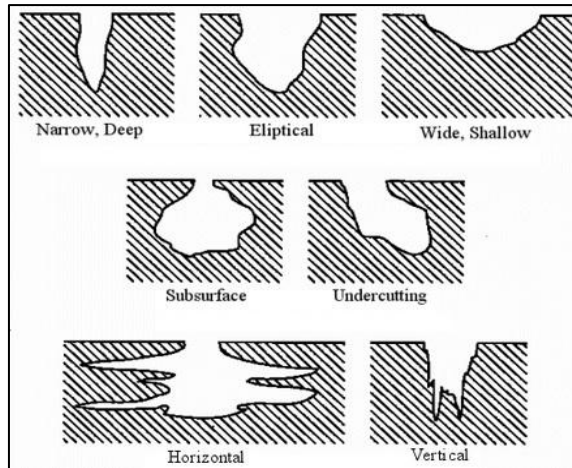 Narrow, Deep
Eliptical
Wide, Shallow
Subsurface
Undercutting
Horizontal
Vertical